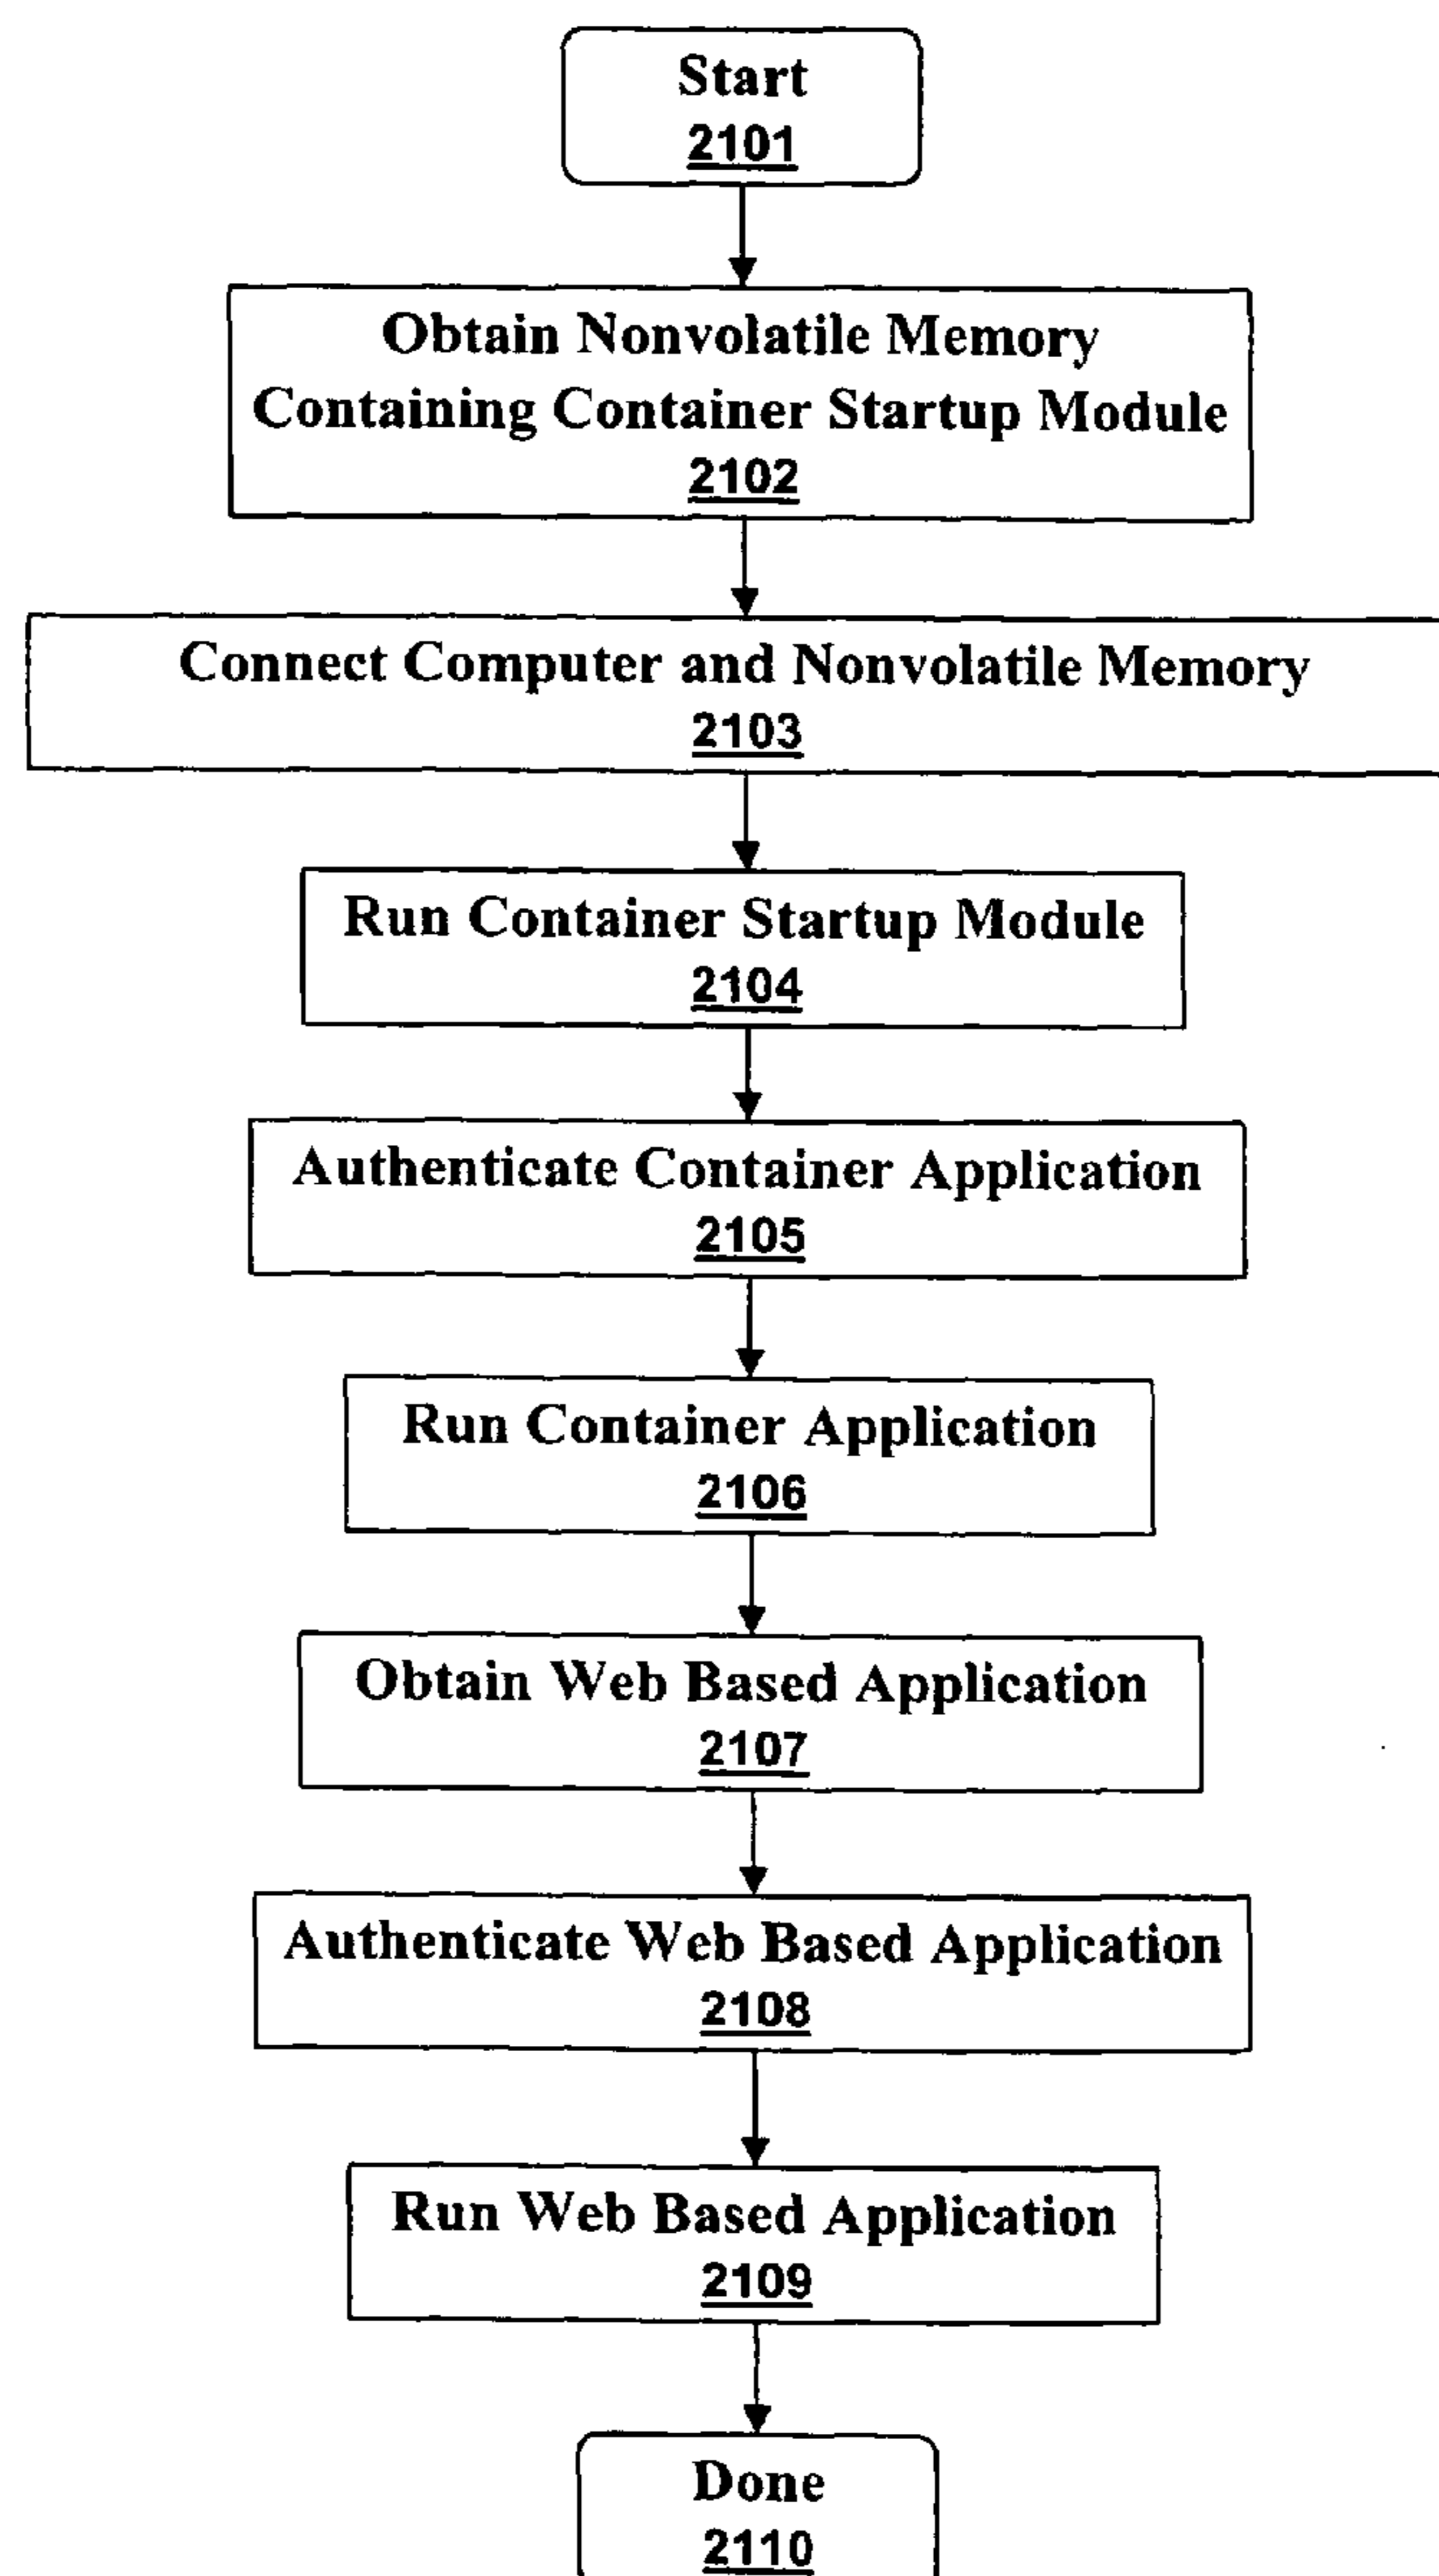 Start
2101
Obtain Nonvolatile Memory
Containing Container Startup Module
2102
Connect Computer and Nonvolatile Memory
2103
Run Container Startup Module
2104
Authenticate Container Application
2105
Run Container Application
2106
Obtain Web Based Application
2107
Authenticate Web Based Application
2108
Run Web Based Application
2109
Done
2110